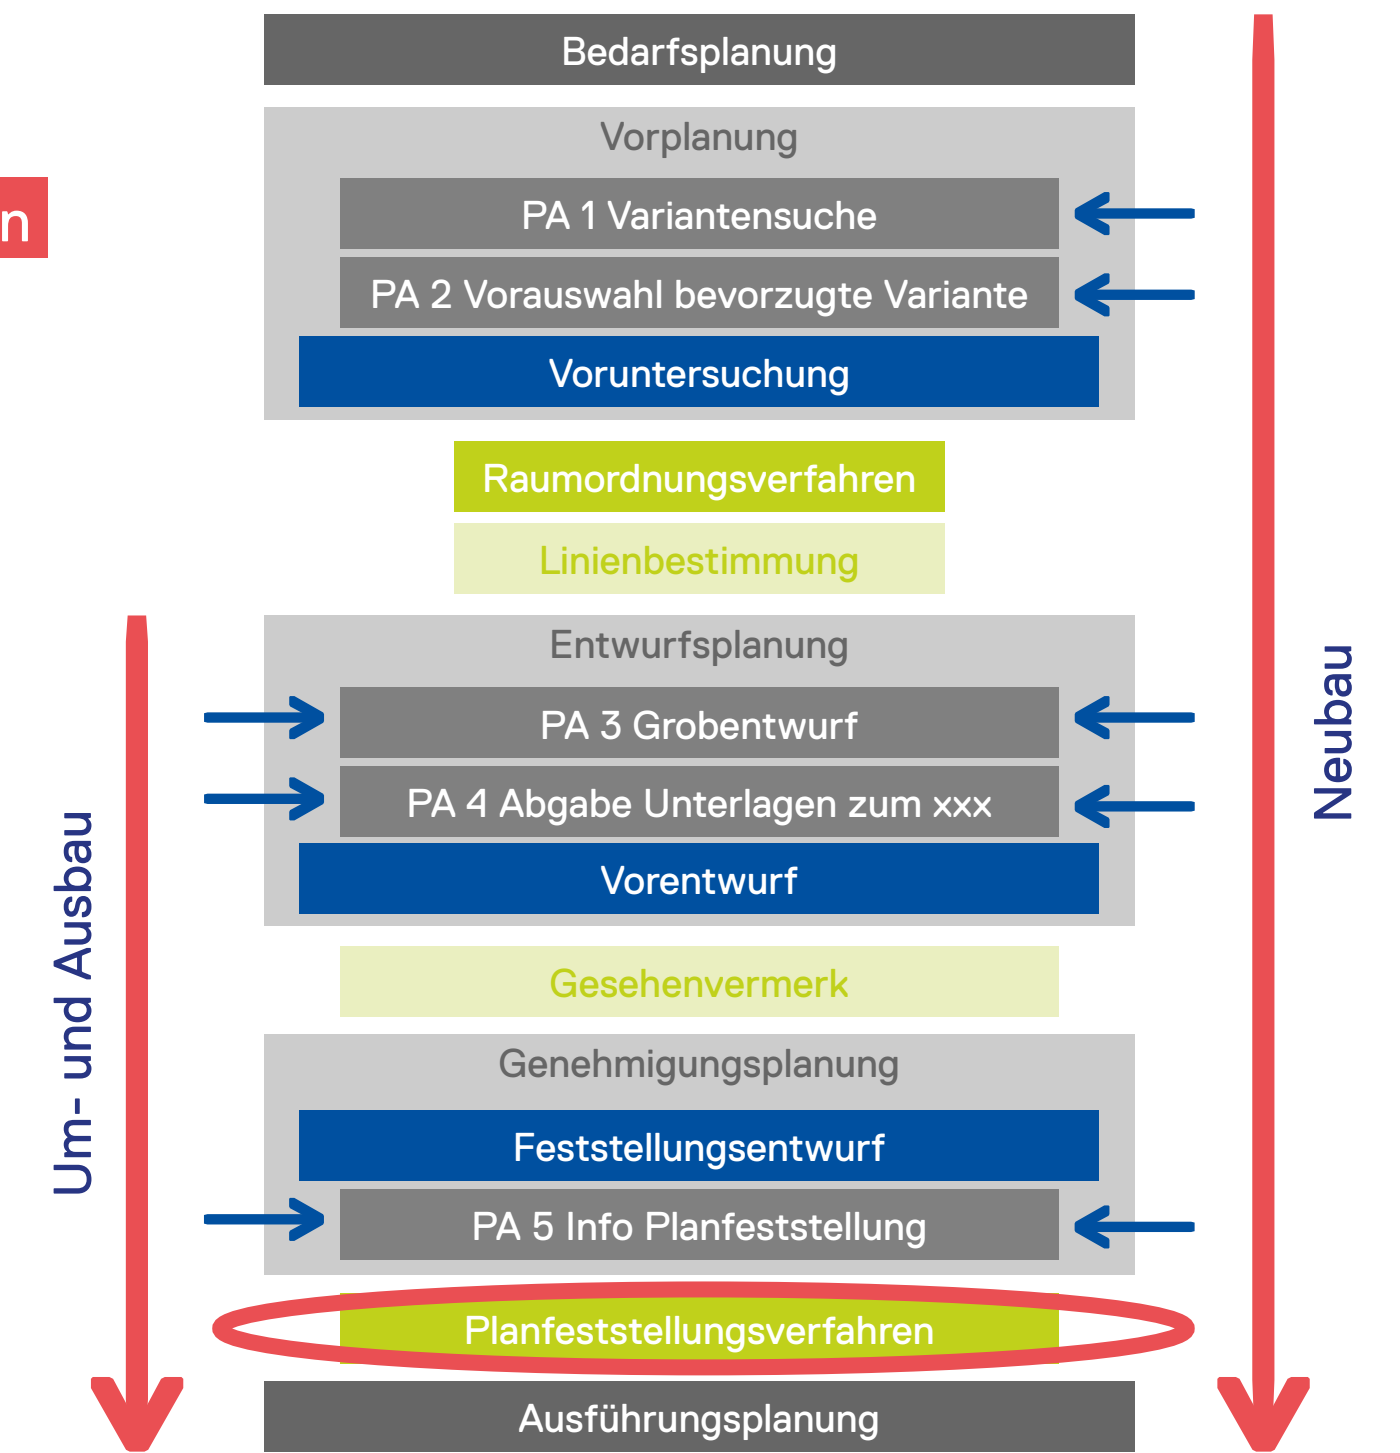 Bedarfsplanung
Vorplanung
n
PA 1 Variantensuche
PA 2 Vorauswahl bevorzugte Variante
Voruntersuchung
Raumordnungsverfahren
Linienbestimmung
Entwurfsplanung
PA 3 Grobentwurf
PA 4 Abgabe Unterlagen zum xxx
Vorentwurf
Gesehenvermerk
Genehmigungsplanung
Feststellungsentwurf
PA 5 Info Planfeststellung
Planfeststellungsverfahren
Ausführungsplanung
Um- und Ausbau
Neubau